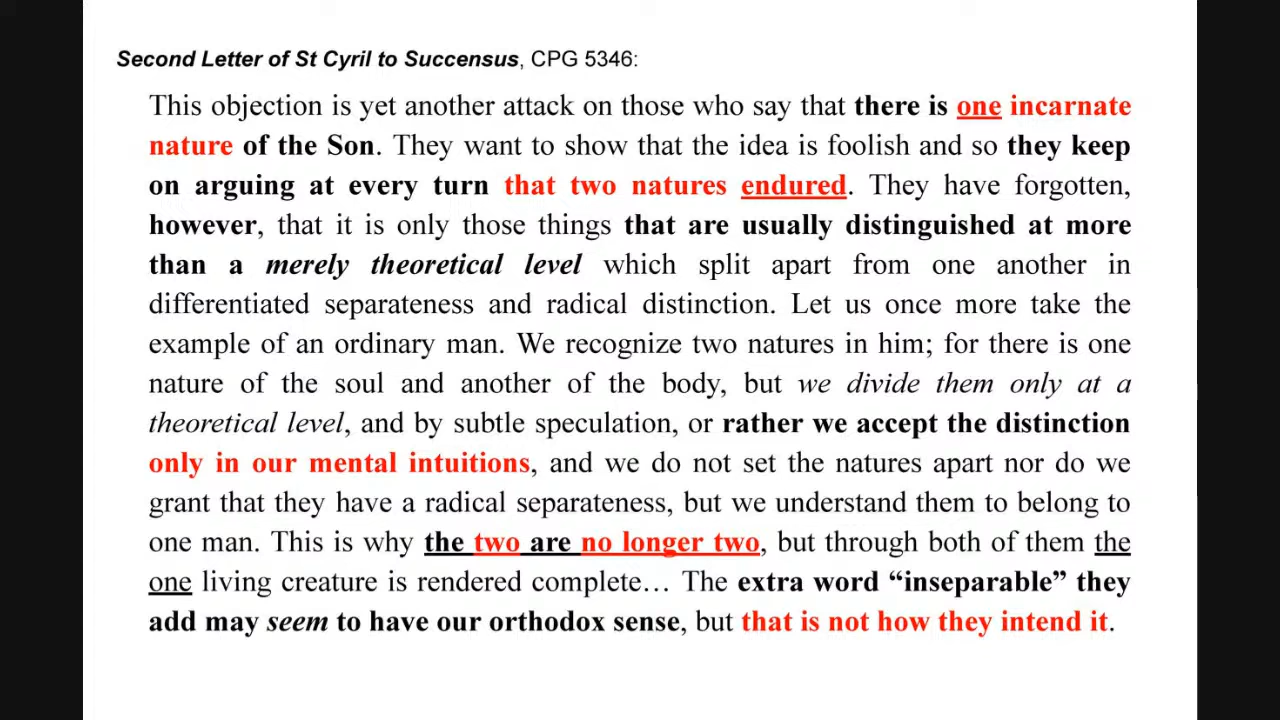 Second Letter of St Cyril to Succensus, CPG 5346:
This objection is yet another attack on those who say that there is one incarnate
nature of the Son. They want to show that the idea is foolish and so they keep
on arguing at every turn that two natures endured. They have forgotten,
however, that it is only those things that are usually distinguished at more
than a merely theoretical level which split apart from one another in
differentiated separateness and radical distinction. Let us once more take the
example of an ordinary man. We recognize two natures in him; for there is one
nature of the soul and another of the body, but we divide them only at a
theoretical level, and by subtle speculation, or rather we accept the distinction
only in our mental intuitions, and we do not set the natures apart nor do we
grant that they have a radical separateness, but we understand them to belong to
one man. This is why the two are no longer two, but through both of them the
one living creature is rendered complete… The extra word “inseparable” they
add may seem to have our orthodox sense, but that is not how they intend it.